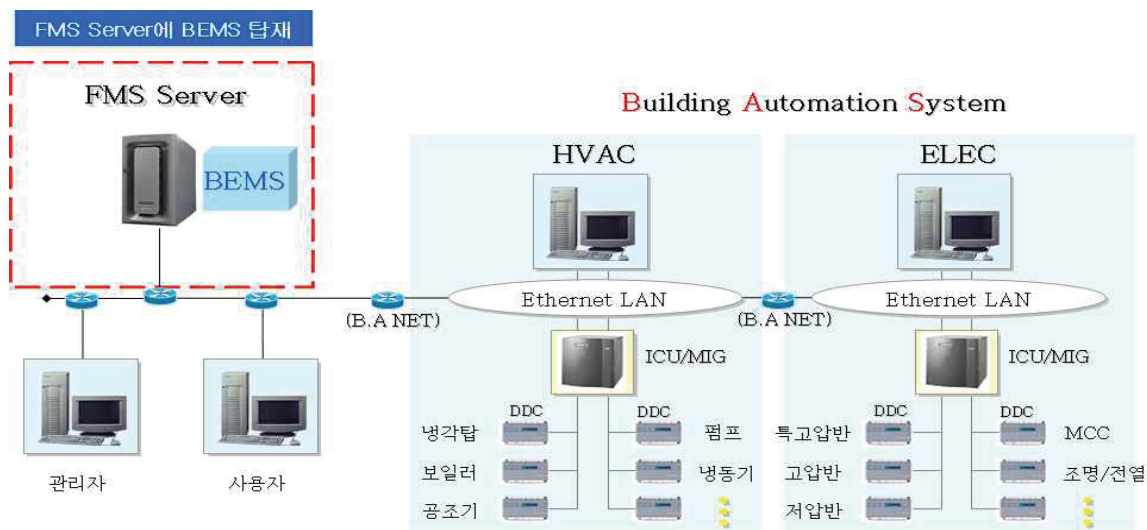 FMS Server에 BEMS 탑재
FMS Server
BEMS
Building Automation System
HVAC
ELEC
Ethernet LAN
Ethernet LAN
(B.A NET)
(B.A NET)
ICU/MIG
ICU/MIG
DDC
DDC
DDC
DDC
냉각탑
펌프
특고압반
MCC
보일러
냉동기
고압반
조명/전열
공조기
저압반
관리자
사용자